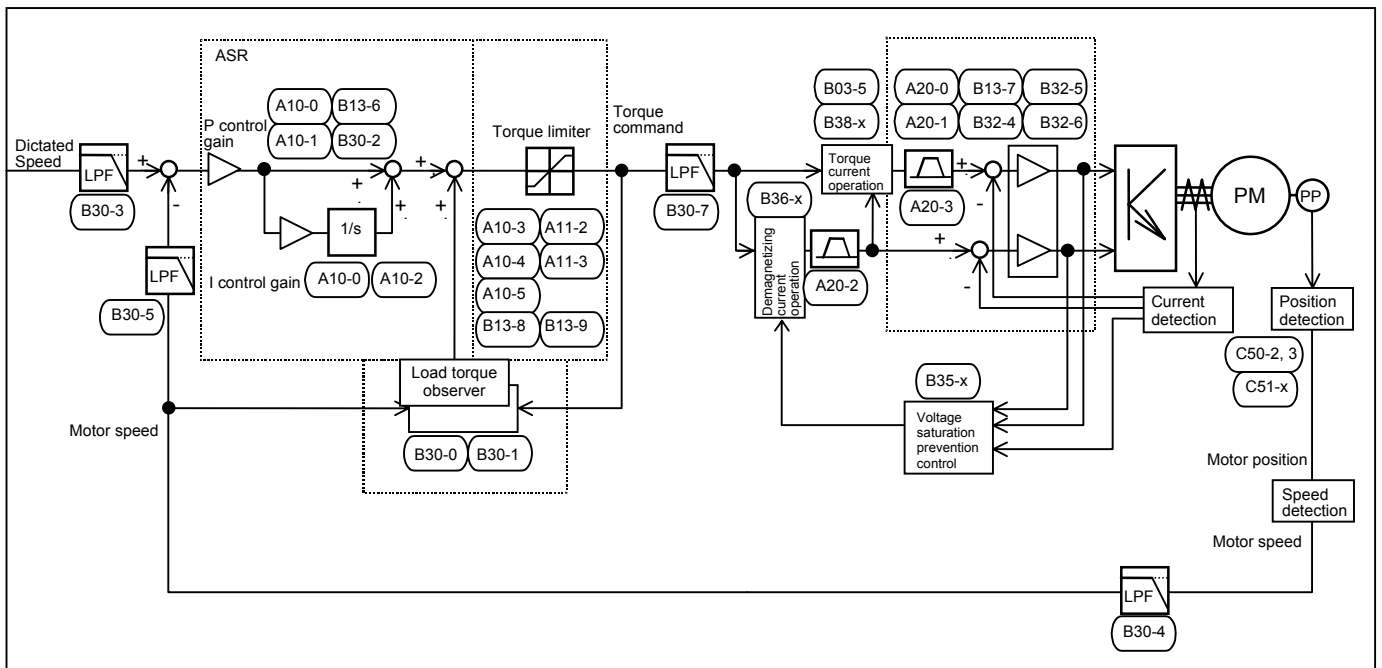 ASR
P control
gain
A10-0 B13-6
A10-1 B30-2
Dictated
Speed
LPF
B30-3
+
-
LPF
B30-5
1/s
+
+
+
+
I control gain
A10-0 A10-2
Torque limiter
A10-3 A11-2
A10-4 A11-3
A10-5
B13-8 B13-9
Load torque
observer
B30-0 B30-1
Motor speed
Torque
command
LPF
B30-7
B03-5
B38-x
Torque
current
operation
B36-x
Demagnetizing
current
operation
A20-3
A20-2
A20-0 B13-7 B32-5
A20-1 B32-4 B32-6
+
-
+
-
PM
PP
Current
detection
Position
detection
C50-2, 3
C51-x
B35-x
Voltage
saturation
prevention
control
Motor position
Speed
detection
Motor speed
LPF
B30-4